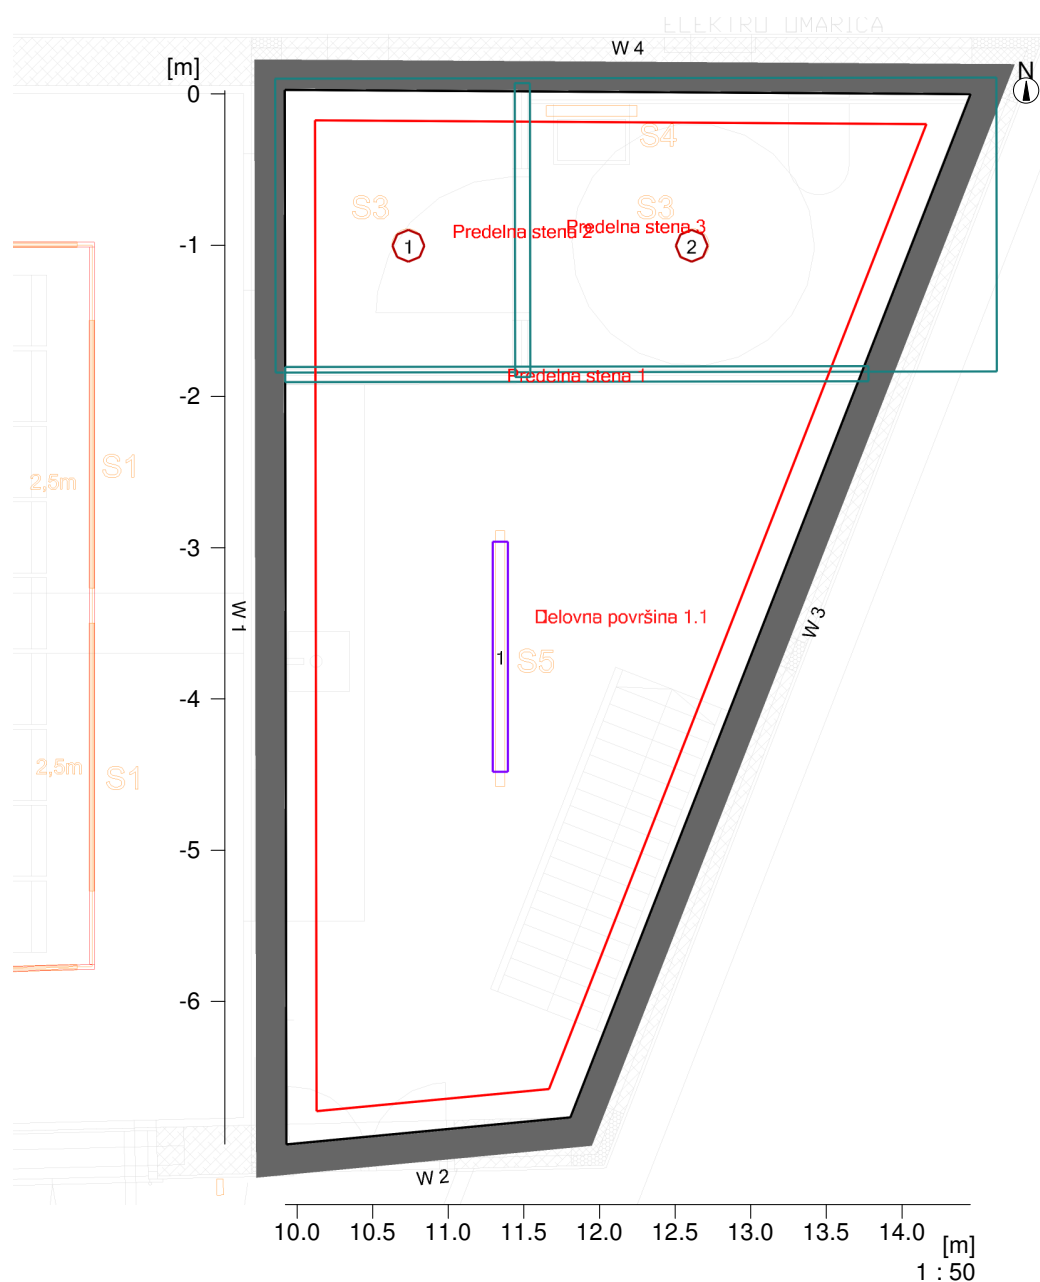 ELEKTRO OMARICA
W 4
[m]
N
0
S4
S3
S3
Predelna stena 2
Predelna stena 3
-1
1
2
Predelna stena 1
-2
S1
2,5m
-3
W 1
Delovna površina 1.1
W 3
1
S5
-4
2,5m
S1
-5
-6
W 2
10.0 10.5 11.0 11.5 12.0 12.5 13.0 13.5 14.0
[m]
1 : 50